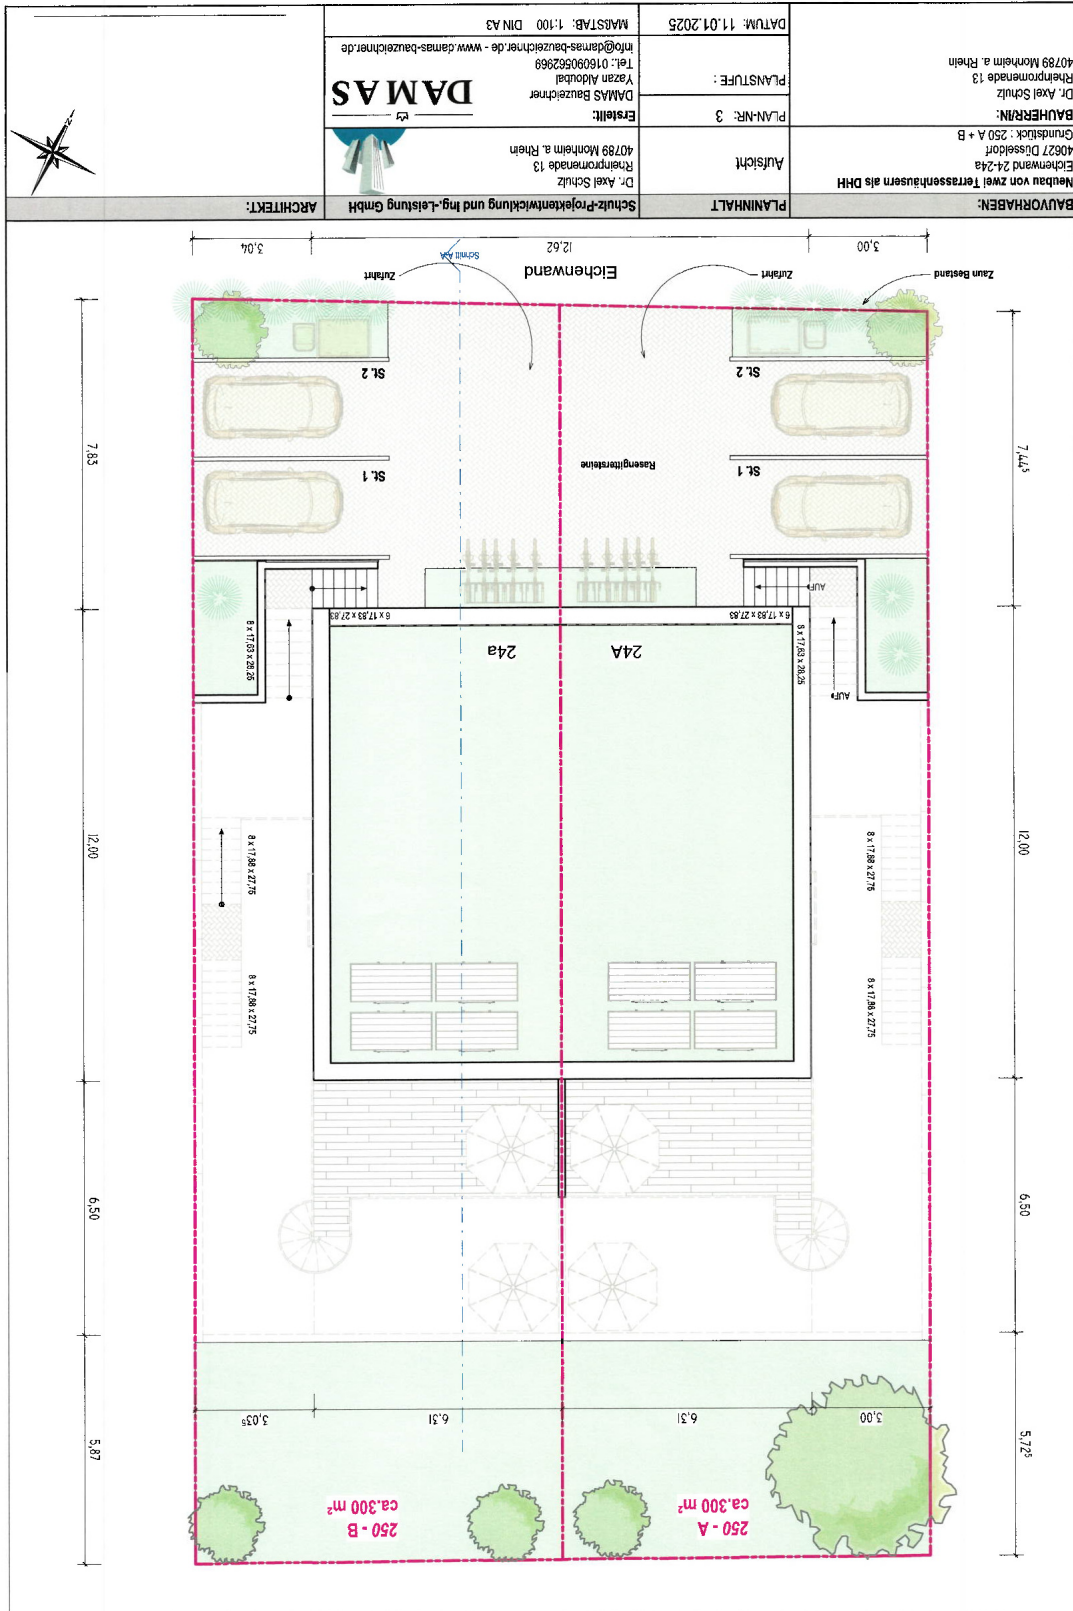 BAUVORHABEN:
Neubau von zwei Terrassenhäusern als DHH
Eichenwand 24-24a
40627 Düsseldorf
Grundstück : 250 A + B
BAUHERR/IN:
Dr. Axel Schulz
Rheinpromenade 13
40789 Monheim a. Rhein
PLANINHALT
Aufsicht
PLAN-NR: 3
PLANSTUFE :
DATUM: 11.01.2025
Schulz-Projektentwicklung und Ing.-Leistung GmbH
Dr. Axel Schulz
Rheinpromenade 13
40789 Monheim a. Rhein
Erstellt:
DAMAS Bauzeichner
Yazan Aldoubal
Tel.: 016090562969
info@damas-bauzeichner.de - www.damas-bauzeichner.de
DAMAS
MAßSTAB: 1:100 DIN A3
ARCHITEKT:
250 - B
ca.300 m²
250 - A
ca.300 m²
5,87
5,72⁵
3,03⁵
6,31
6,31
3,00
6,50
6,50
8 x 17,88 x 27,75
8 x 17,88 x 27,75
8 x 17,88 x 27,75
8 x 17,88 x 27,75
12,00
12,00
24a
24A
8 x 17,63 x 28,25
8 x 17,63 x 28,25
6 x 17,83 x 27,83
6 x 17,83 x 27,83
AUF
AUF
St. 1
St. 1
Rasengittersteine
7,83
7,44⁵
St. 2
St. 2
Zufahrt
Zufahrt
Zaun Bestand
Eichenwand
Schnitt A-A
3,04
12,62
3,00